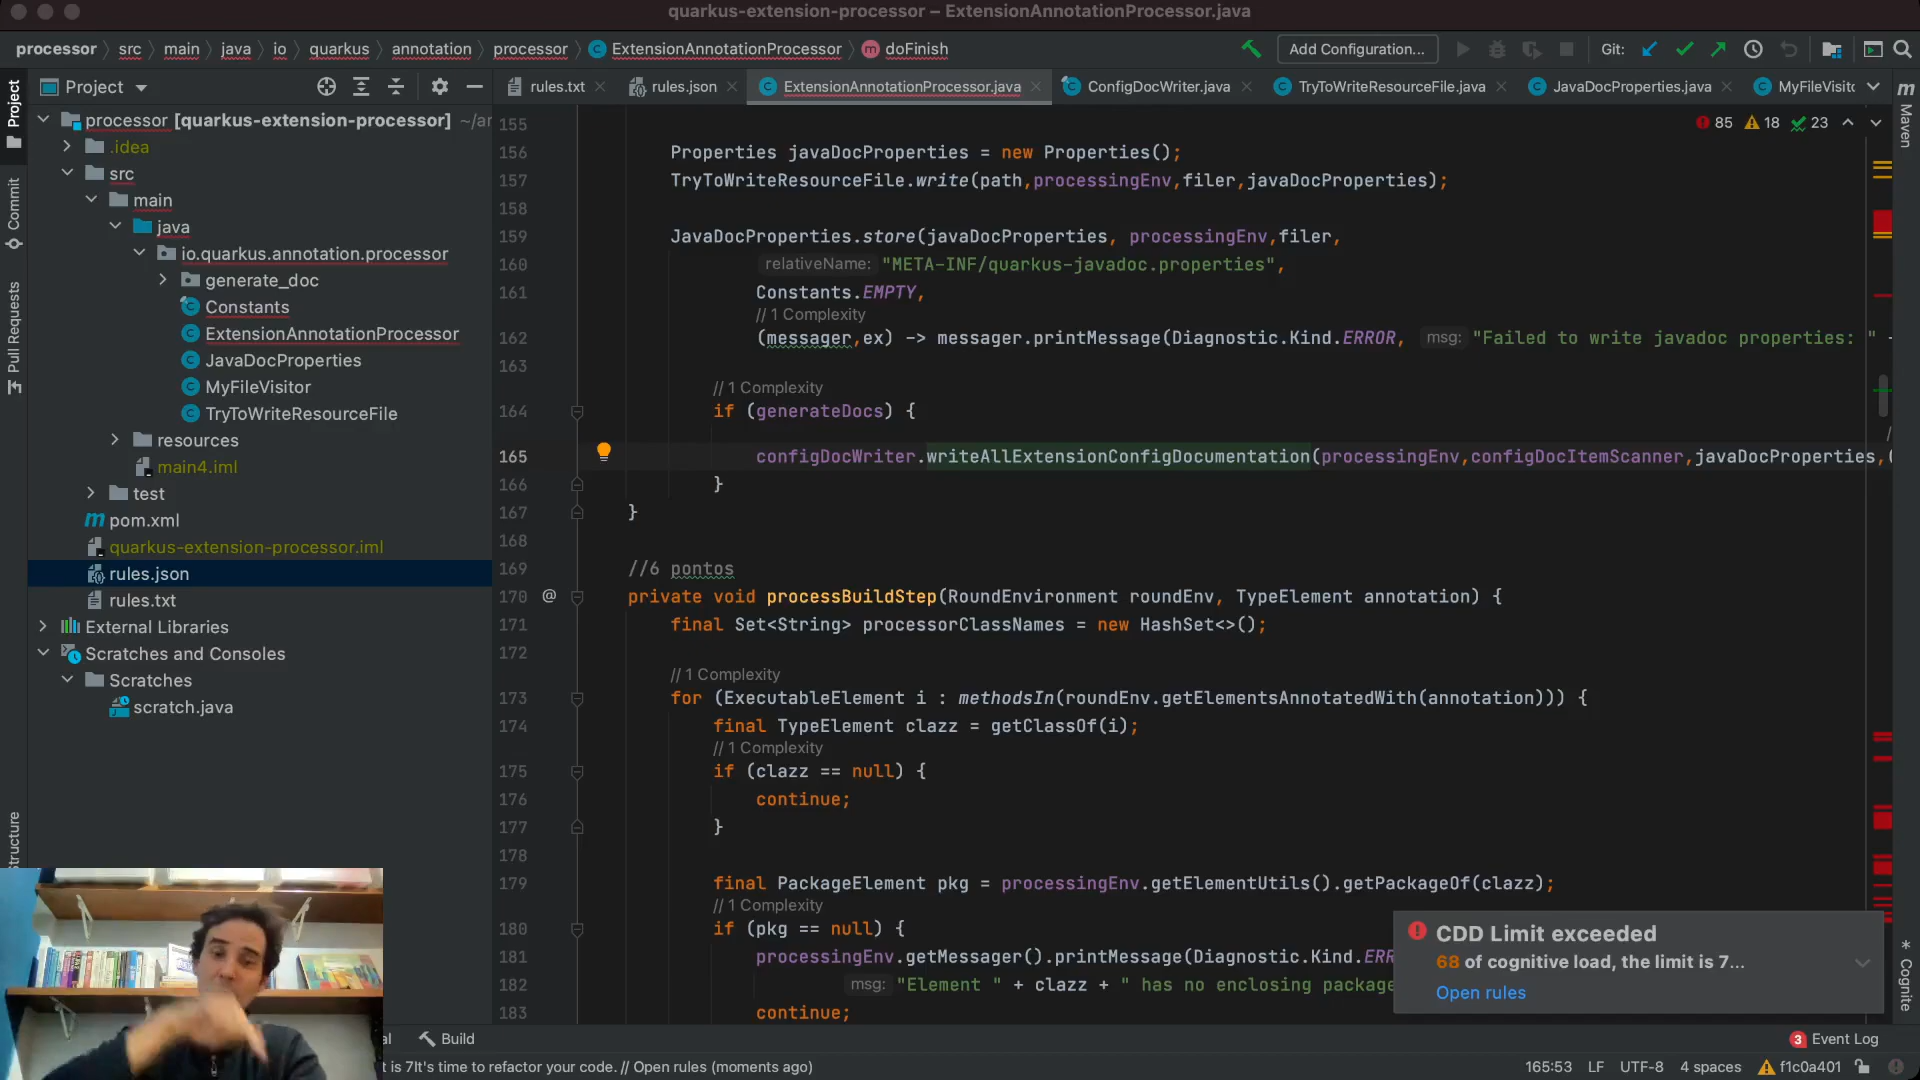 quarkus-extension-processor – ExtensionAnnotationProcessor.java
processor src main java io quarkus annotation processor ExtensionAnnotationProcessor doFinish
Add Configuration...
Git:
Project
rules.txt
rules.json
ExtensionAnnotationProcessor.java
ConfigDocWriter.java
TryToWriteResourceFile.java
JavaDocProperties.java
MyFileVisito
Project
Commit
Pull Requests
Maven
Cognite
processor [quarkus-extension-processor] ~/ar
.idea
src
main
java
io.quarkus.annotation.processor
generate_doc
Constants
ExtensionAnnotationProcessor
JavaDocProperties
MyFileVisitor
TryToWriteResourceFile
resources
main4.iml
test
pom.xml
quarkus-extension-processor.iml
rules.json
rules.txt
External Libraries
Scratches and Consoles
Scratches
scratch.java
85 18 23
155
156 Properties javaDocProperties = new Properties();
157 TryToWriteResourceFile.write(path,processingEnv,filer,javaDocProperties);
158
159 JavaDocProperties.store(javaDocProperties, processingEnv,filer,
160 relativeName: "META-INF/quarkus-javadoc.properties",
161 Constants.EMPTY,
// 1 Complexity
162 (messager,ex) -> messager.printMessage(Diagnostic.Kind.ERROR, msg: "Failed to write javadoc properties: "
163
// 1 Complexity
164 if (generateDocs) {
165 configDocWriter.writeAllExtensionConfigDocumentation(processingEnv,configDocItemScanner,javaDocProperties,(
166 }
167 }
168
169 //6 pontos
170 @ private void processBuildStep(RoundEnvironment roundEnv, TypeElement annotation) {
171 final Set<String> processorClassNames = new HashSet<>();
172
// 1 Complexity
173 for (ExecutableElement i : methodsIn(roundEnv.getElementsAnnotatedWith(annotation))) {
174 final TypeElement clazz = getClassOf(i);
// 1 Complexity
175 if (clazz == null) {
176 continue;
177 }
178
179 final PackageElement pkg = processingEnv.getElementUtils().getPackageOf(clazz);
// 1 Complexity
180 if (pkg == null) {
181 processingEnv.getMessager().printMessage(Diagnostic.Kind.ERR
182 msg: "Element " + clazz + " has no enclosing package
183 continue;
CDD Limit exceeded
68 of cognitive load, the limit is 7...
Open rules
tructure
al
Build
3 Event Log
t is 7It's time to refactor your code. // Open rules (moments ago)
165:53 LF UTF-8 4 spaces f1c0a401